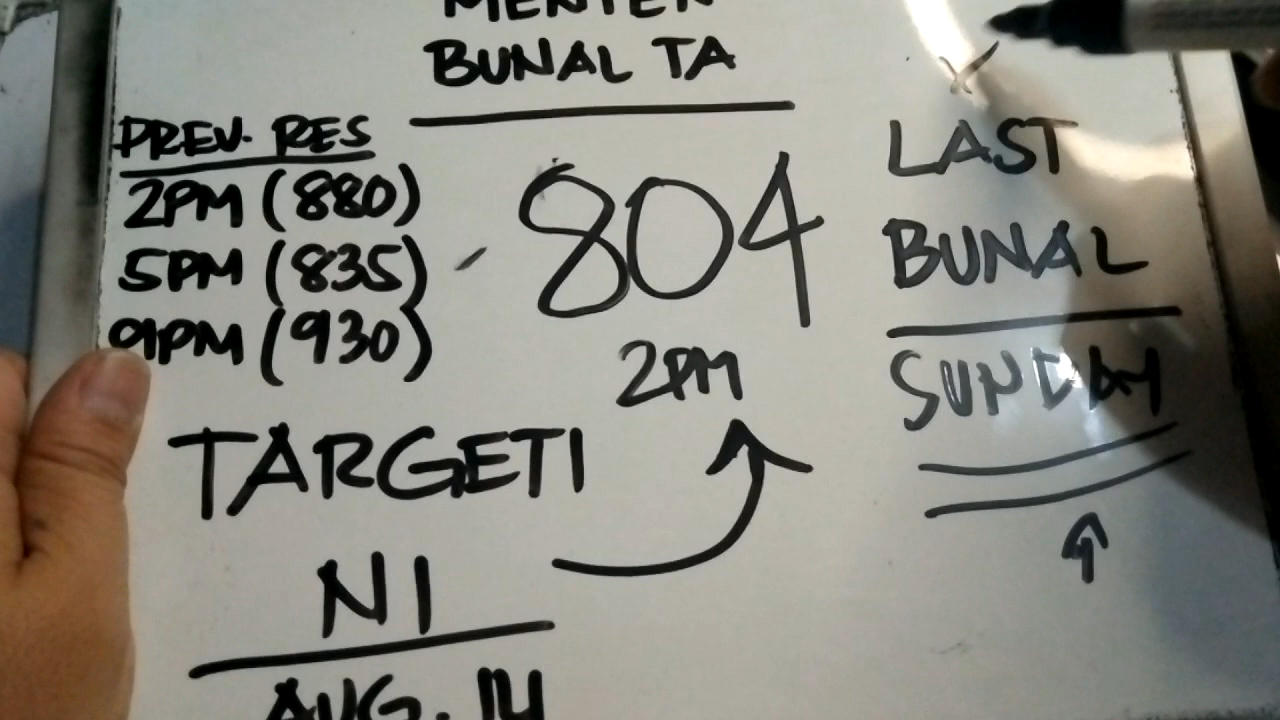 MENTEN
BUNAL TA
PREV. RES
2PM (880)
5PM (835)
9PM (930)
804
2PM
LAST
BUNAL
SUNDAY
TARGETI
NI
AUG. 14